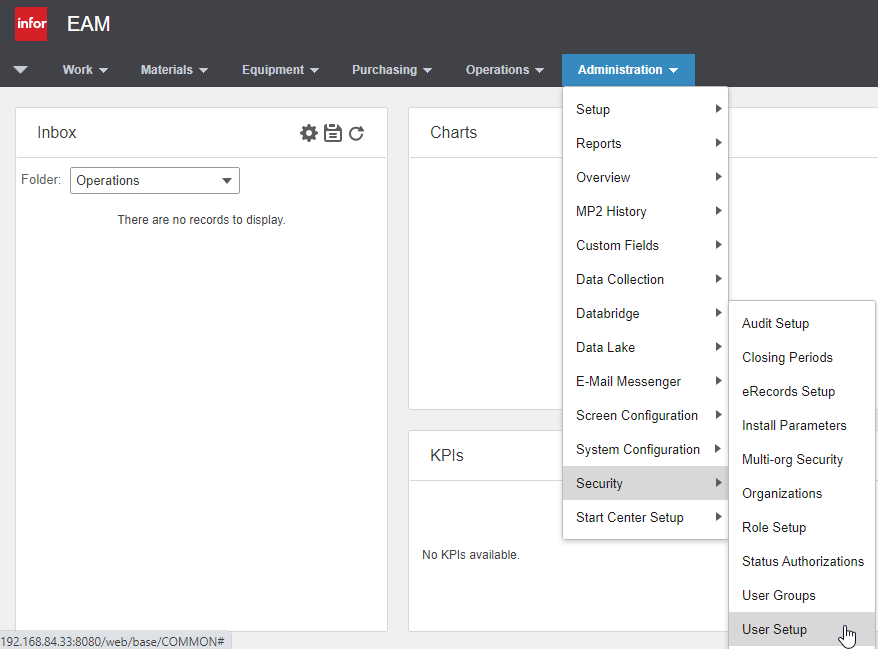 infor EAM
Work Materials Equipment Purchasing Operations Administration
Inbox
Folder: Operations
There are no records to display.
Charts
KPIs
No KPIs available.
Setup
Reports
Overview
MP2 History
Custom Fields
Data Collection
Databridge
Data Lake
E-Mail Messenger
Screen Configuration
System Configuration
Security
Start Center Setup
Audit Setup
Closing Periods
eRecords Setup
Install Parameters
Multi-org Security
Organizations
Role Setup
Status Authorizations
User Groups
User Setup
192.168.84.33:8080/web/base/COMMON#